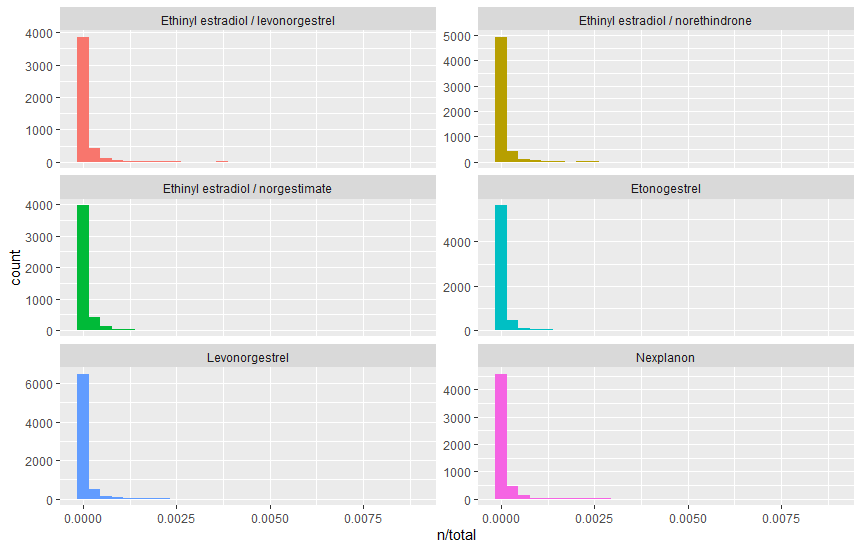 Ethinyl estradiol / levonorgestrel
Ethinyl estradiol / norethindrone
4000
3000
2000
1000
0
5000
4000
3000
2000
1000
0
Ethinyl estradiol / norgestimate
Etonogestrel
4000
3000
2000
1000
0
4000
2000
0
count
Levonorgestrel
Nexplanon
6000
4000
2000
0
4000
3000
2000
1000
0
0.0000 0.0025 0.0050 0.0075
0.0000 0.0025 0.0050 0.0075
n/total